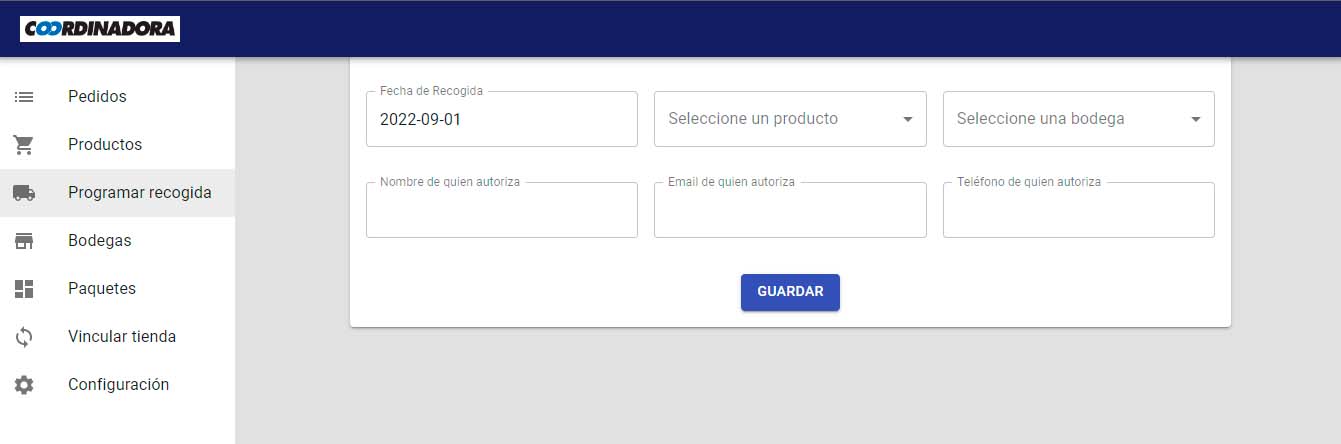 COORDINADORA
Pedidos
Productos
Programar recogida
Bodegas
Paquetes
Vincular tienda
Configuración
Fecha de Recogida
2022-09-01
Seleccione un producto
Seleccione una bodega
Nombre de quien autoriza
Email de quien autoriza
Teléfono de quien autoriza
GUARDAR